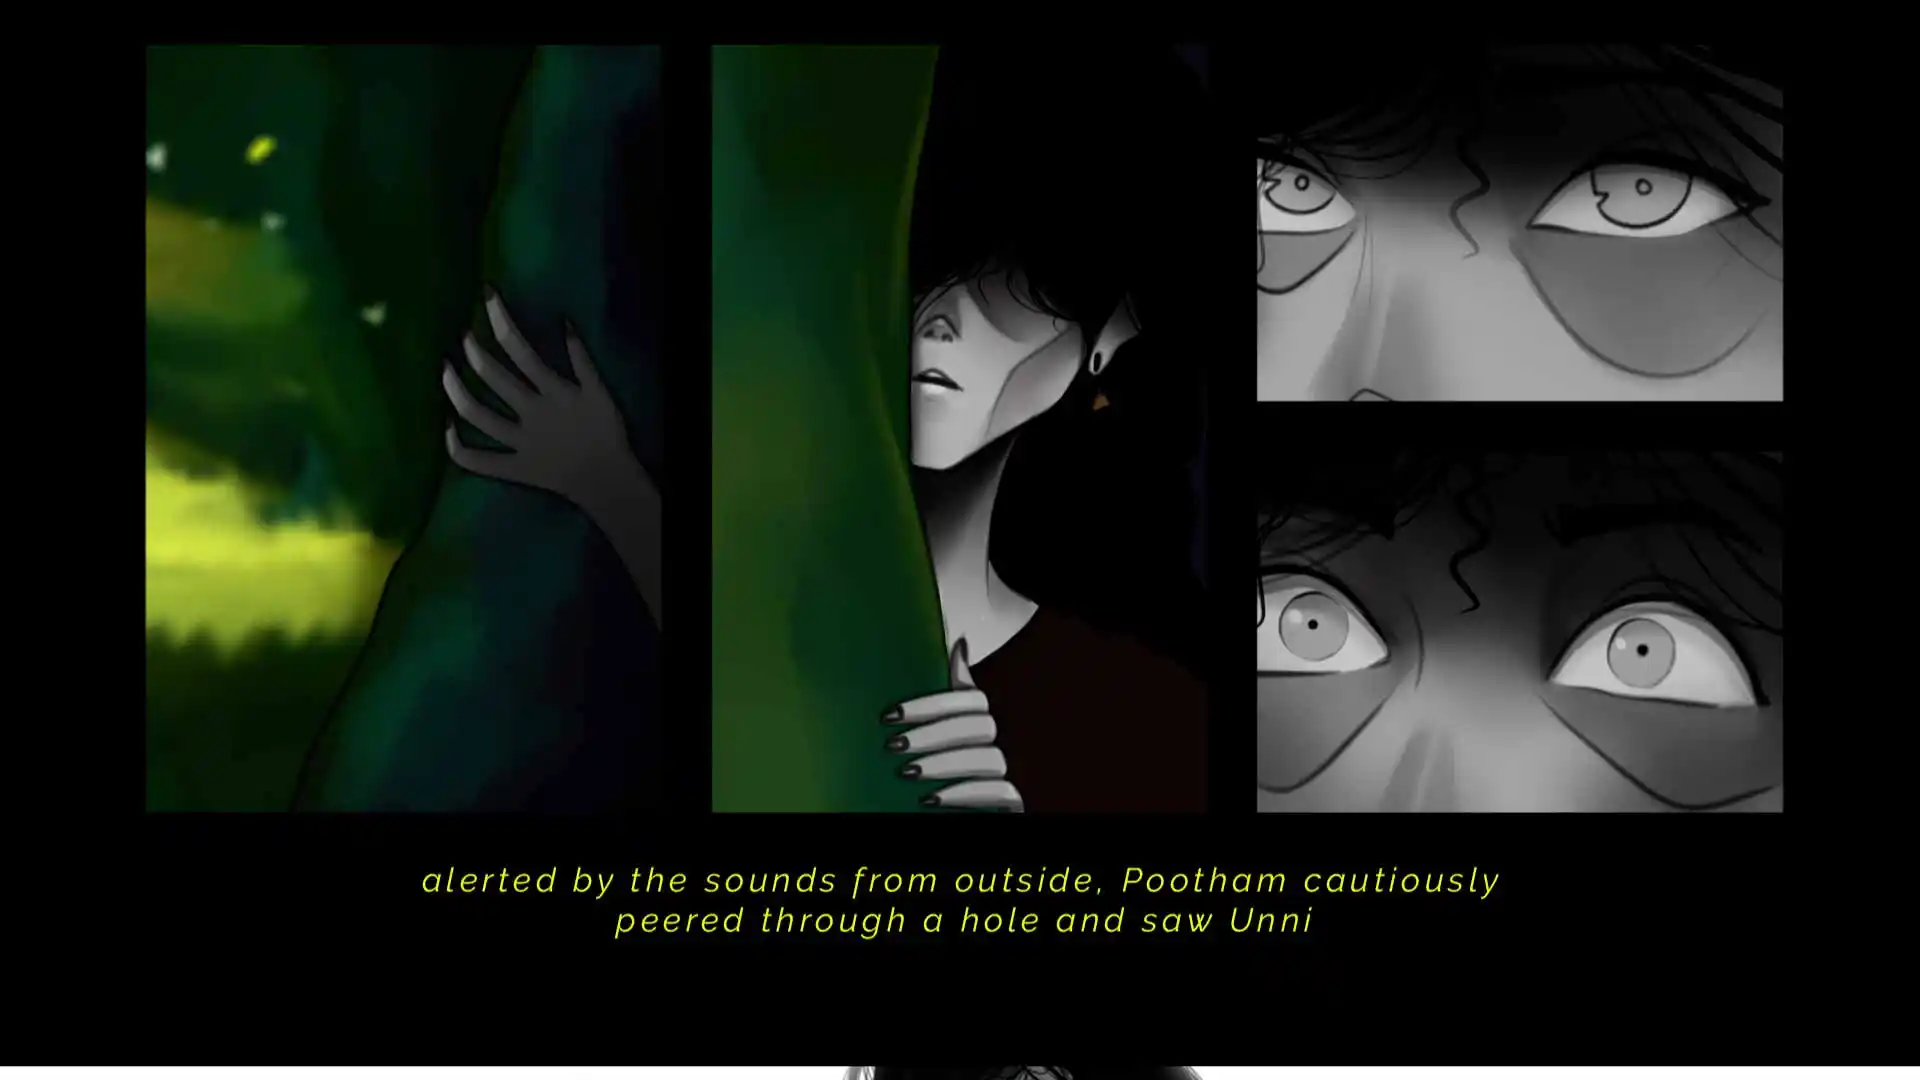 alerted by the sounds from outside, Pootham cautiously
peered through a hole and saw Unni